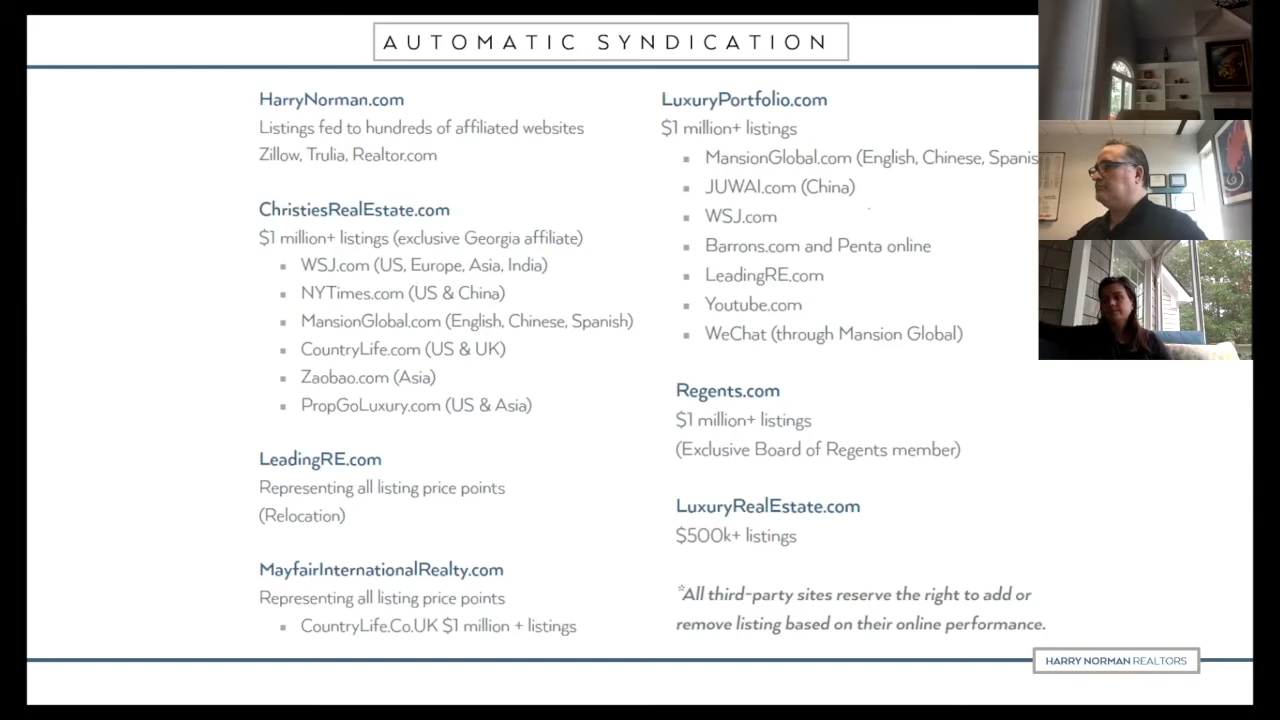 AUTOMATIC SYNDICATION
HarryNorman.com
Listings fed to hundreds of affiliated websites
Zillow, Trulia, Realtor.com
ChristiesRealEstate.com
$1 million+ listings (exclusive Georgia affiliate)
▪ WSJ.com (US, Europe, Asia, India)
▪ NYTimes.com (US & China)
▪ MansionGlobal.com (English, Chinese, Spanish)
▪ CountryLife.com (US & UK)
▪ Zaobao.com (Asia)
▪ PropGoLuxury.com (US & Asia)
LeadingRE.com
Representing all listing price points
(Relocation)
MayfairInternationalRealty.com
Representing all listing price points
▪ CountryLife.Co.UK $1 million + listings
LuxuryPortfolio.com
$1 million+ listings
▪ MansionGlobal.com (English, Chinese, Spanis
▪ JUWAI.com (China)
▪ WSJ.com
▪ Barrons.com and Penta online
▪ LeadingRE.com
▪ Youtube.com
▪ WeChat (through Mansion Global)
Regents.com
$1 million+ listings
(Exclusive Board of Regents member)
LuxuryRealEstate.com
$500k+ listings
*All third-party sites reserve the right to add or
remove listing based on their online performance.
HARRY NORMAN REALTORS